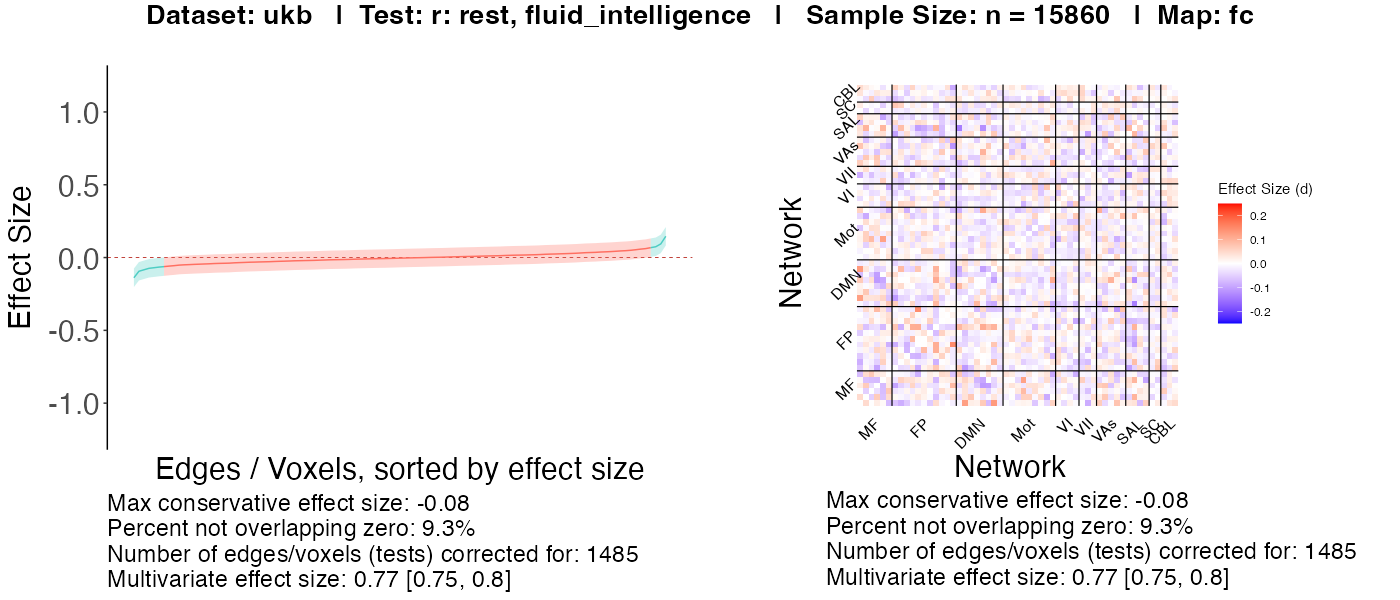 Dataset: ukb | Test: r: rest, fluid_intelligence | Sample Size: n = 15860 | Map: fc
Effect Size
1.0
0.5
0.0
-0.5
-1.0
Edges / Voxels, sorted by effect size
Max conservative effect size: -0.08
Percent not overlapping zero: 9.3%
Number of edges/voxels (tests) corrected for: 1485
Multivariate effect size: 0.77 [0.75, 0.8]
Network
CBL
SC
SAL
VAs
VII
VI
Mot
DMN
FP
MF
MF
FP
DMN
Mot
VI
VII
VAs
SAL
SC
CBL
Network
Effect Size (d)
0.2
0.1
0.0
-0.1
-0.2
Max conservative effect size: -0.08
Percent not overlapping zero: 9.3%
Number of edges/voxels (tests) corrected for: 1485
Multivariate effect size: 0.77 [0.75, 0.8]